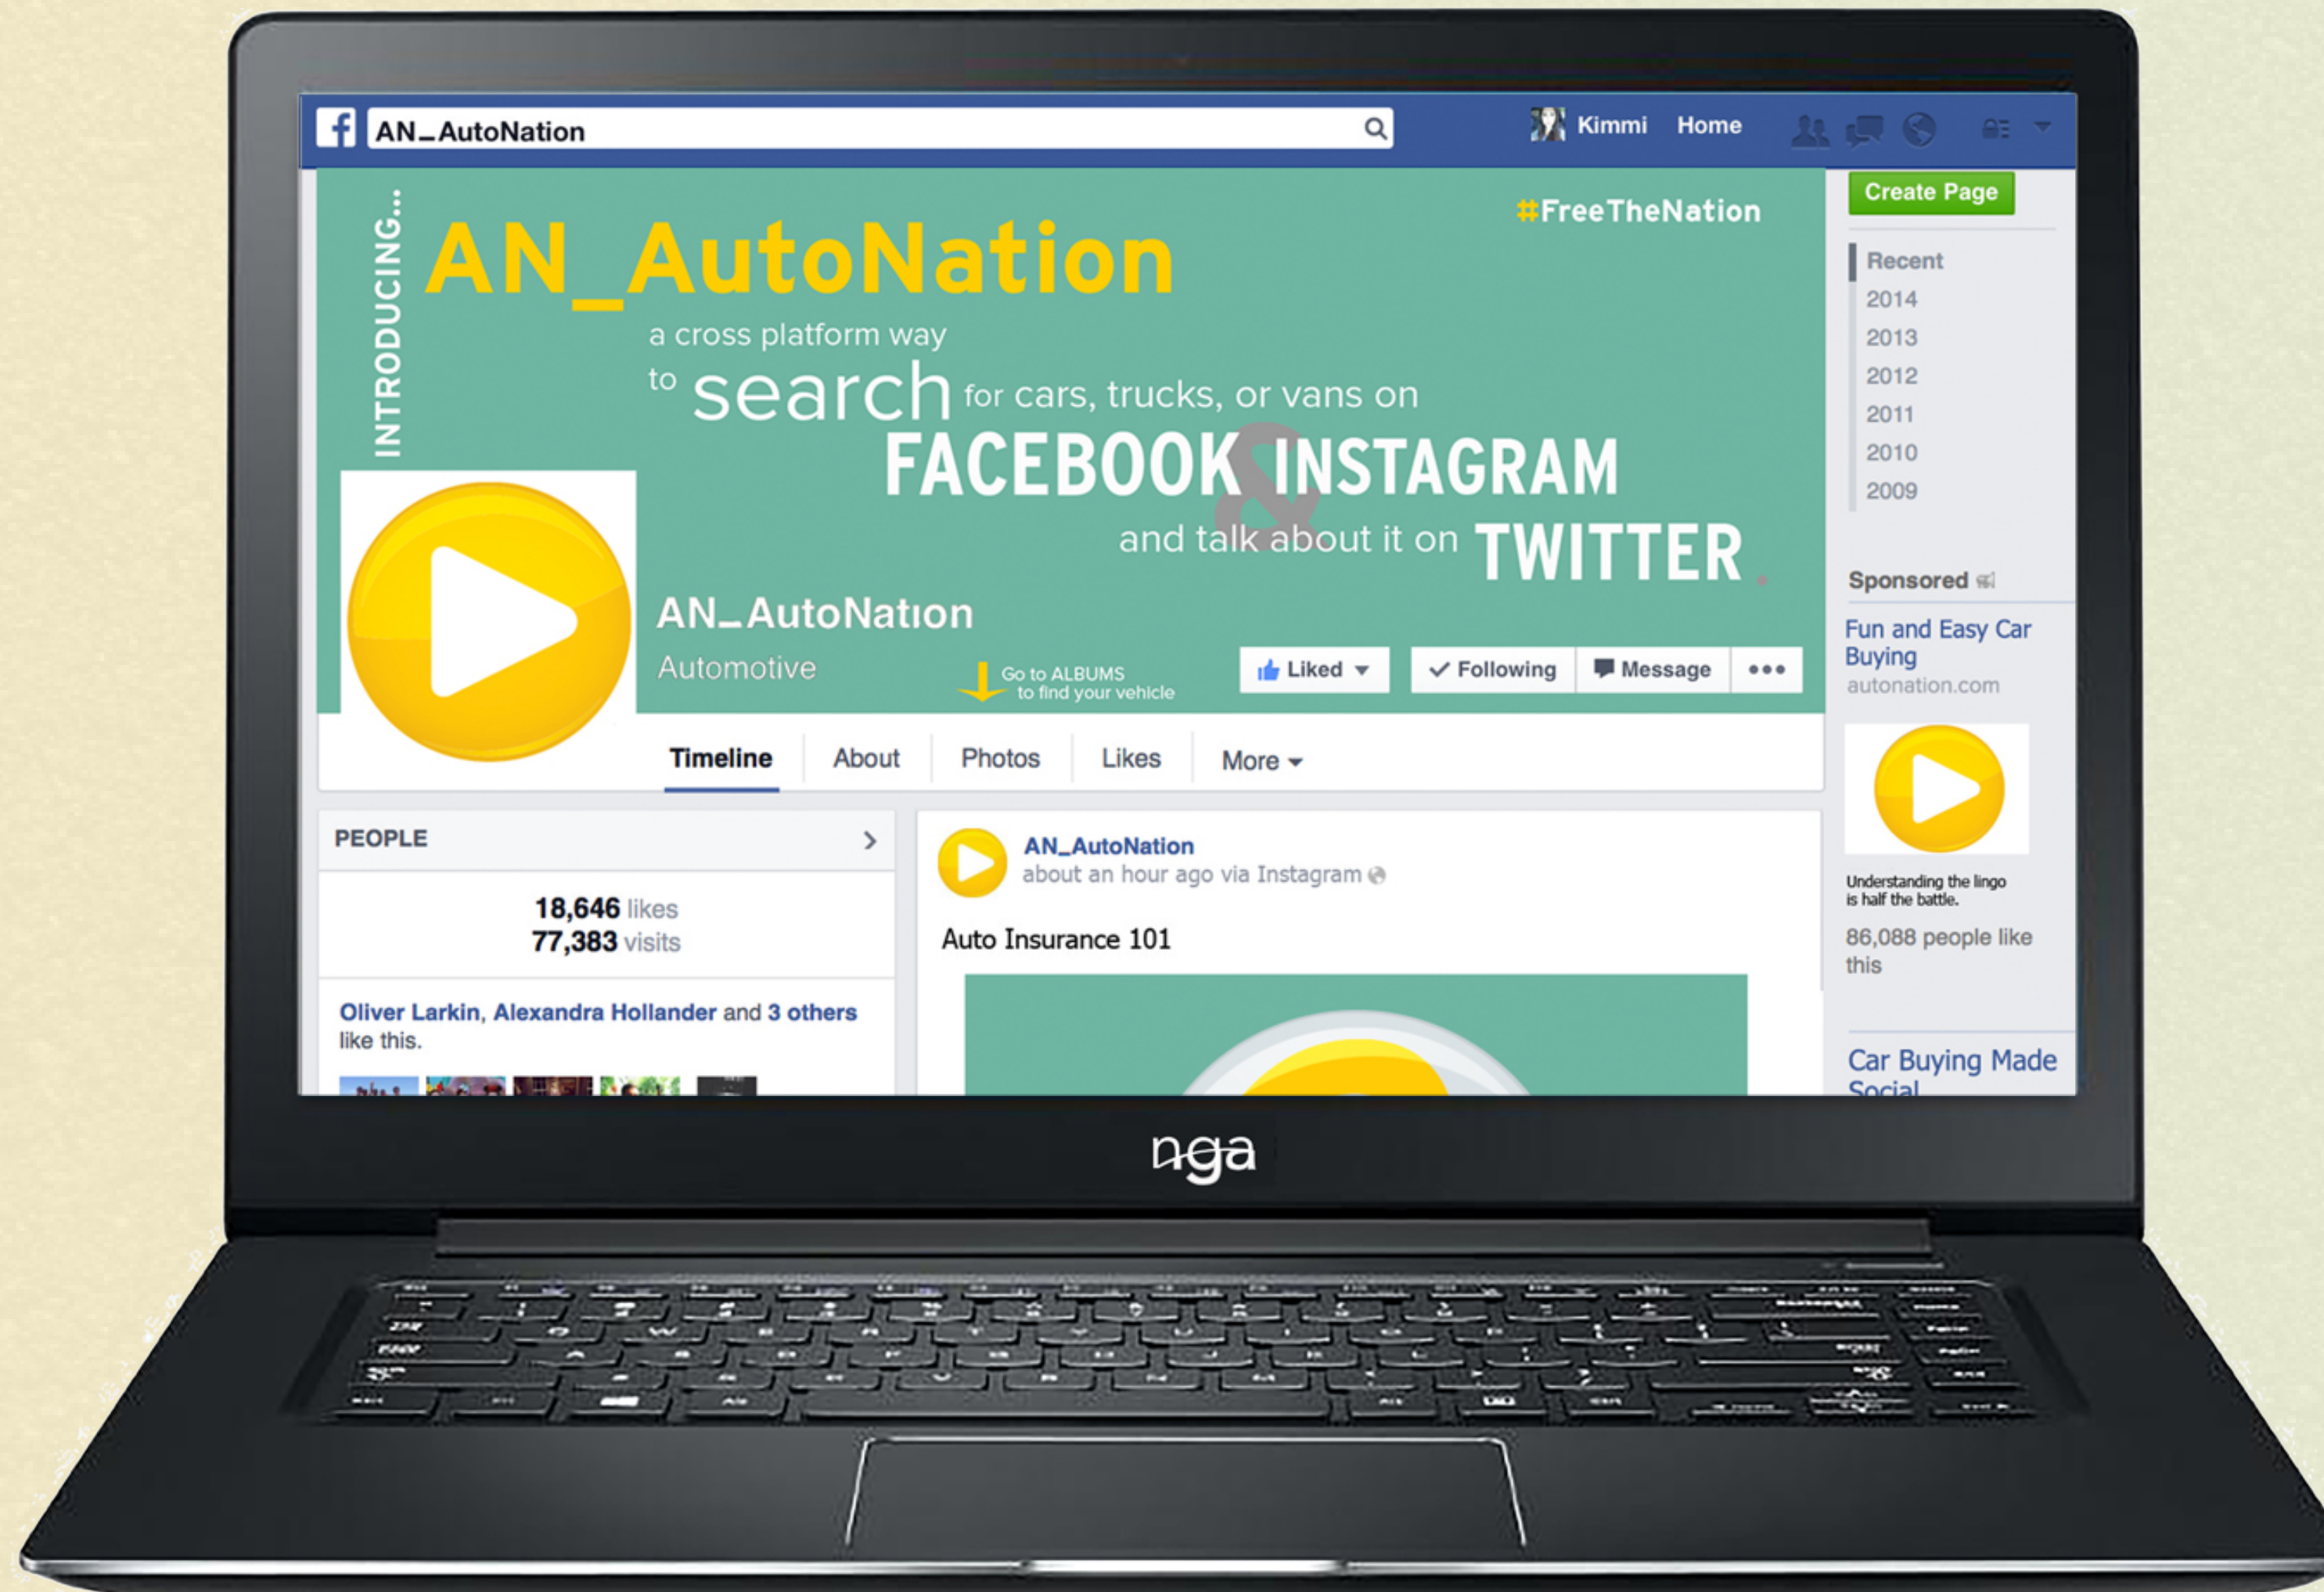 AN_AutoNation
Kimmi Home
INTRODUCING...
AN_AutoNation
#FreeTheNation
a cross platform way
to search for cars, trucks, or vans on
FACEBOOK & INSTAGRAM
and talk about it on TWITTER.
AN_AutoNation
Automotive
Go to ALBUMS
to find your vehicle
Liked
Following
Message
Timeline
About
Photos
Likes
More
PEOPLE
18,646 likes
77,383 visits
Oliver Larkin, Alexandra Hollander and 3 others
like this.
AN_AutoNation
about an hour ago via Instagram
Auto Insurance 101
Create Page
Recent
2014
2013
2012
2011
2010
2009
Sponsored
Fun and Easy Car
Buying
autonation.com
Understanding the lingo
is half the battle.
86,088 people like
this
Car Buying Made
Social
nga